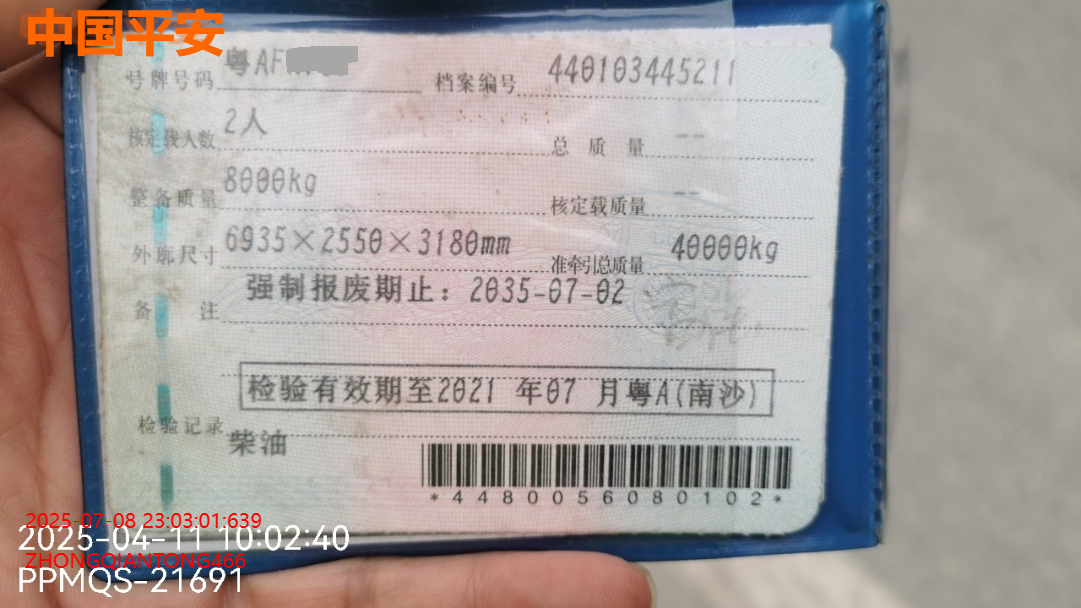 中国平安
号牌号码 粤AF
档案编号 440103445211
核定载人数 2人
总质量 --
整备质量 8000kg
核定载质量 --
外廓尺寸 6935×2550×3180mm
准牵引总质量 40000kg
备注 强制报废期止：2035-07-02
检验有效期至2021 年07 月粤A(南沙)
检验记录
柴油
*4480056080102*
2025-07-08 23:03:01:639
2025-04-11 10:02:40
ZHONGQIANTONG466
PPMQS-21691